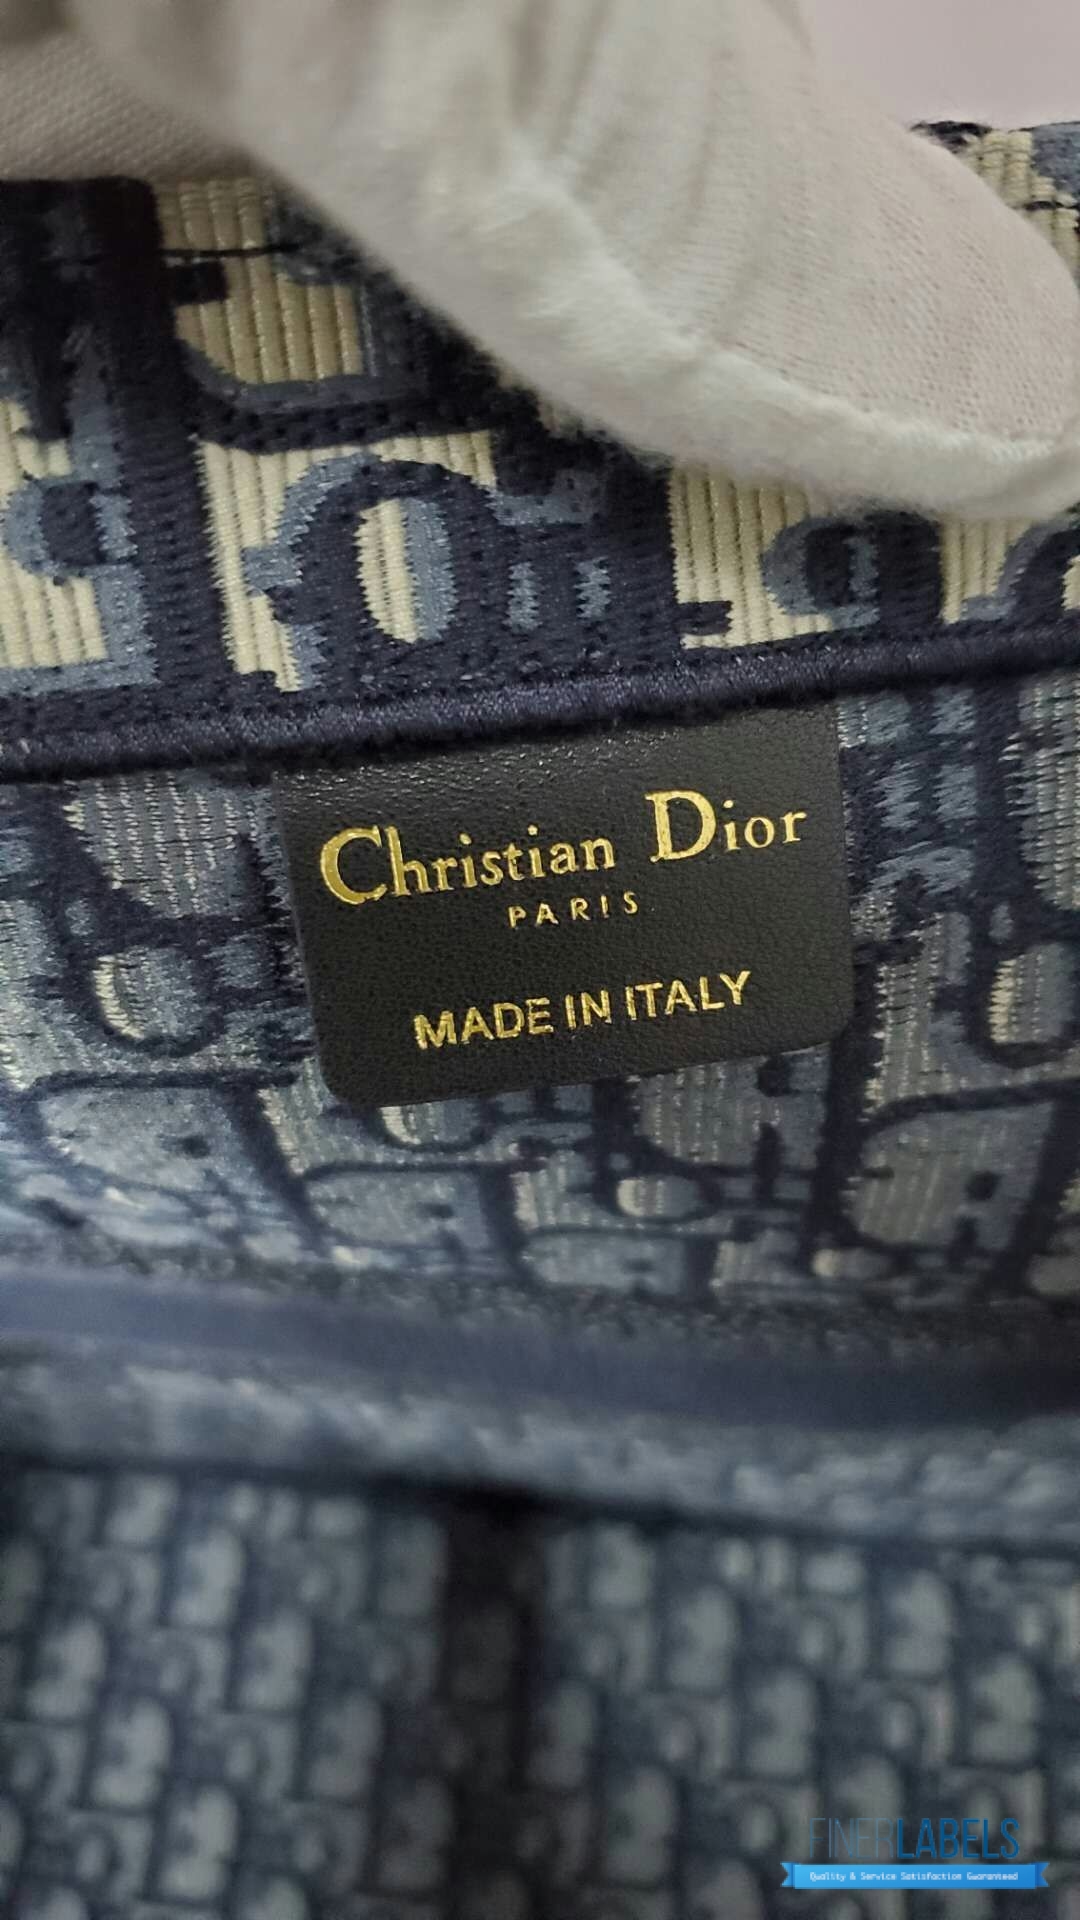 Christian Dior
PARIS
MADE IN ITALY
FINERLABELS
Quality & Service Satisfaction Guaranteed